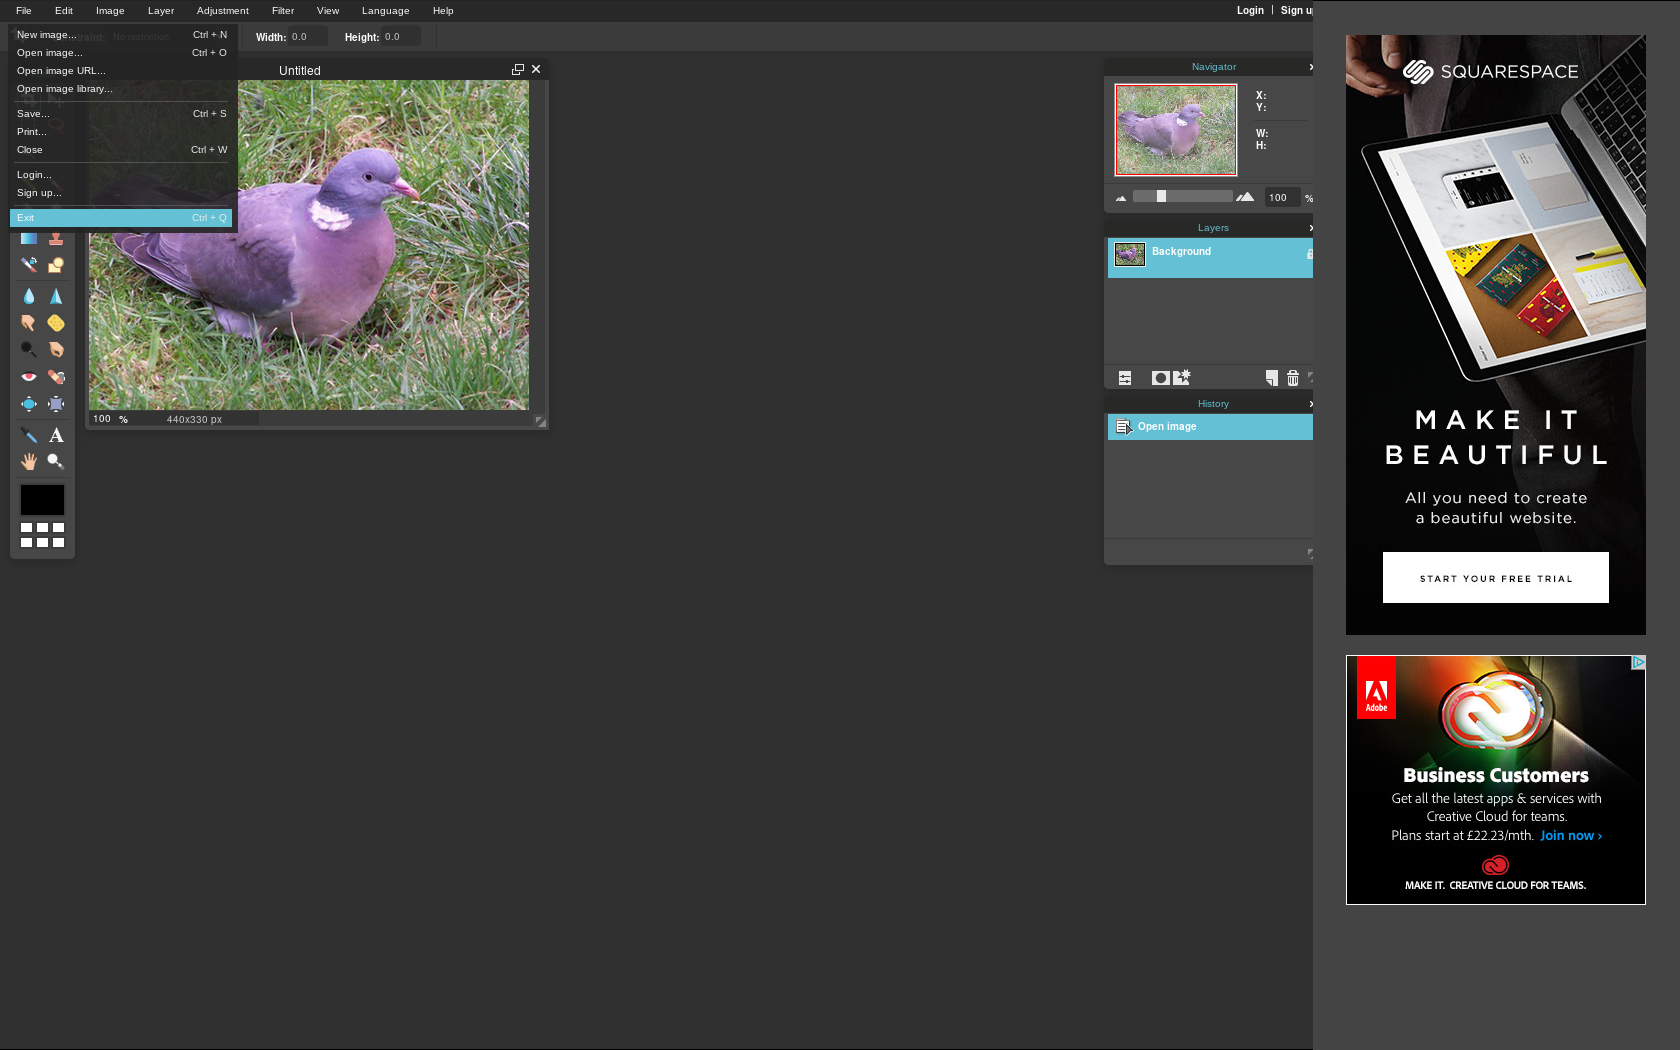 File Edit Image Layer Adjustment Filter View Language Help
Login | Sign u
New image... Ctrl + N
Open image... Ctrl + O
Open image URL...
Open image library...
Save... Ctrl + S
Print...
Close Ctrl + W
Login...
Sign up...
Exit Ctrl + Q
No restriction
Width: 0.0 Height: 0.0
Untitled
100 % 440x330 px
A
Navigator
X:
Y:
W:
H:
100 %
Layers
Background
History
Open image
SQUARESPACE
MAKE IT
BEAUTIFUL
All you need to create
a beautiful website.
START YOUR FREE TRIAL
Adobe
Business Customers
Get all the latest apps & services with
Creative Cloud for teams.
Plans start at £22.23/mth. Join now ›
MAKE IT. CREATIVE CLOUD FOR TEAMS.